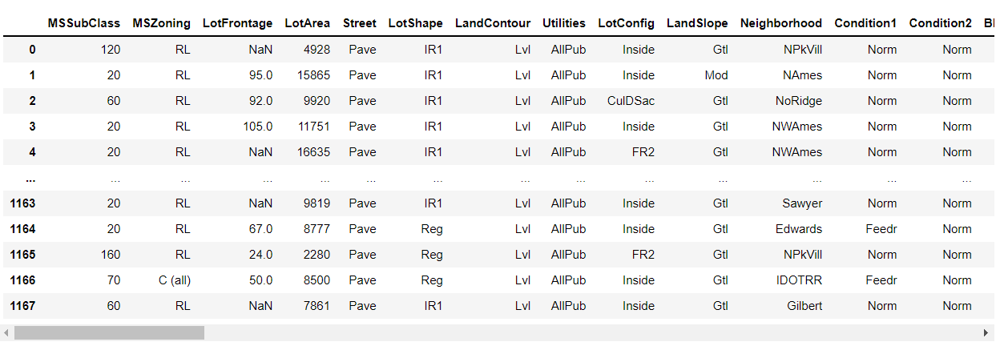 MSSubClass MSZoning LotFrontage LotArea Street LotShape LandContour Utilities LotConfig LandSlope Neighborhood Condition1 Condition2
0 120 RL NaN 4928 Pave IR1 Lvl AllPub Inside Gtl NPkVill Norm Norm
1 20 RL 95.0 15865 Pave IR1 Lvl AllPub Inside Mod NAmes Norm Norm
2 60 RL 92.0 9920 Pave IR1 Lvl AllPub CulDSac Gtl NoRidge Norm Norm
3 20 RL 105.0 11751 Pave IR1 Lvl AllPub Inside Gtl NWAmes Norm Norm
4 20 RL NaN 16635 Pave IR1 Lvl AllPub FR2 Gtl NWAmes Norm Norm
... ... ... ... ... ... ... ... ... ... ... ... ... ...
1163 20 RL NaN 9819 Pave IR1 Lvl AllPub Inside Gtl Sawyer Norm Norm
1164 20 RL 67.0 8777 Pave Reg Lvl AllPub Inside Gtl Edwards Feedr Norm
1165 160 RL 24.0 2280 Pave Reg Lvl AllPub FR2 Gtl NPkVill Norm Norm
1166 70 C (all) 50.0 8500 Pave Reg Lvl AllPub Inside Gtl IDOTRR Feedr Norm
1167 60 RL NaN 7861 Pave IR1 Lvl AllPub Inside Gtl Gilbert Norm Norm